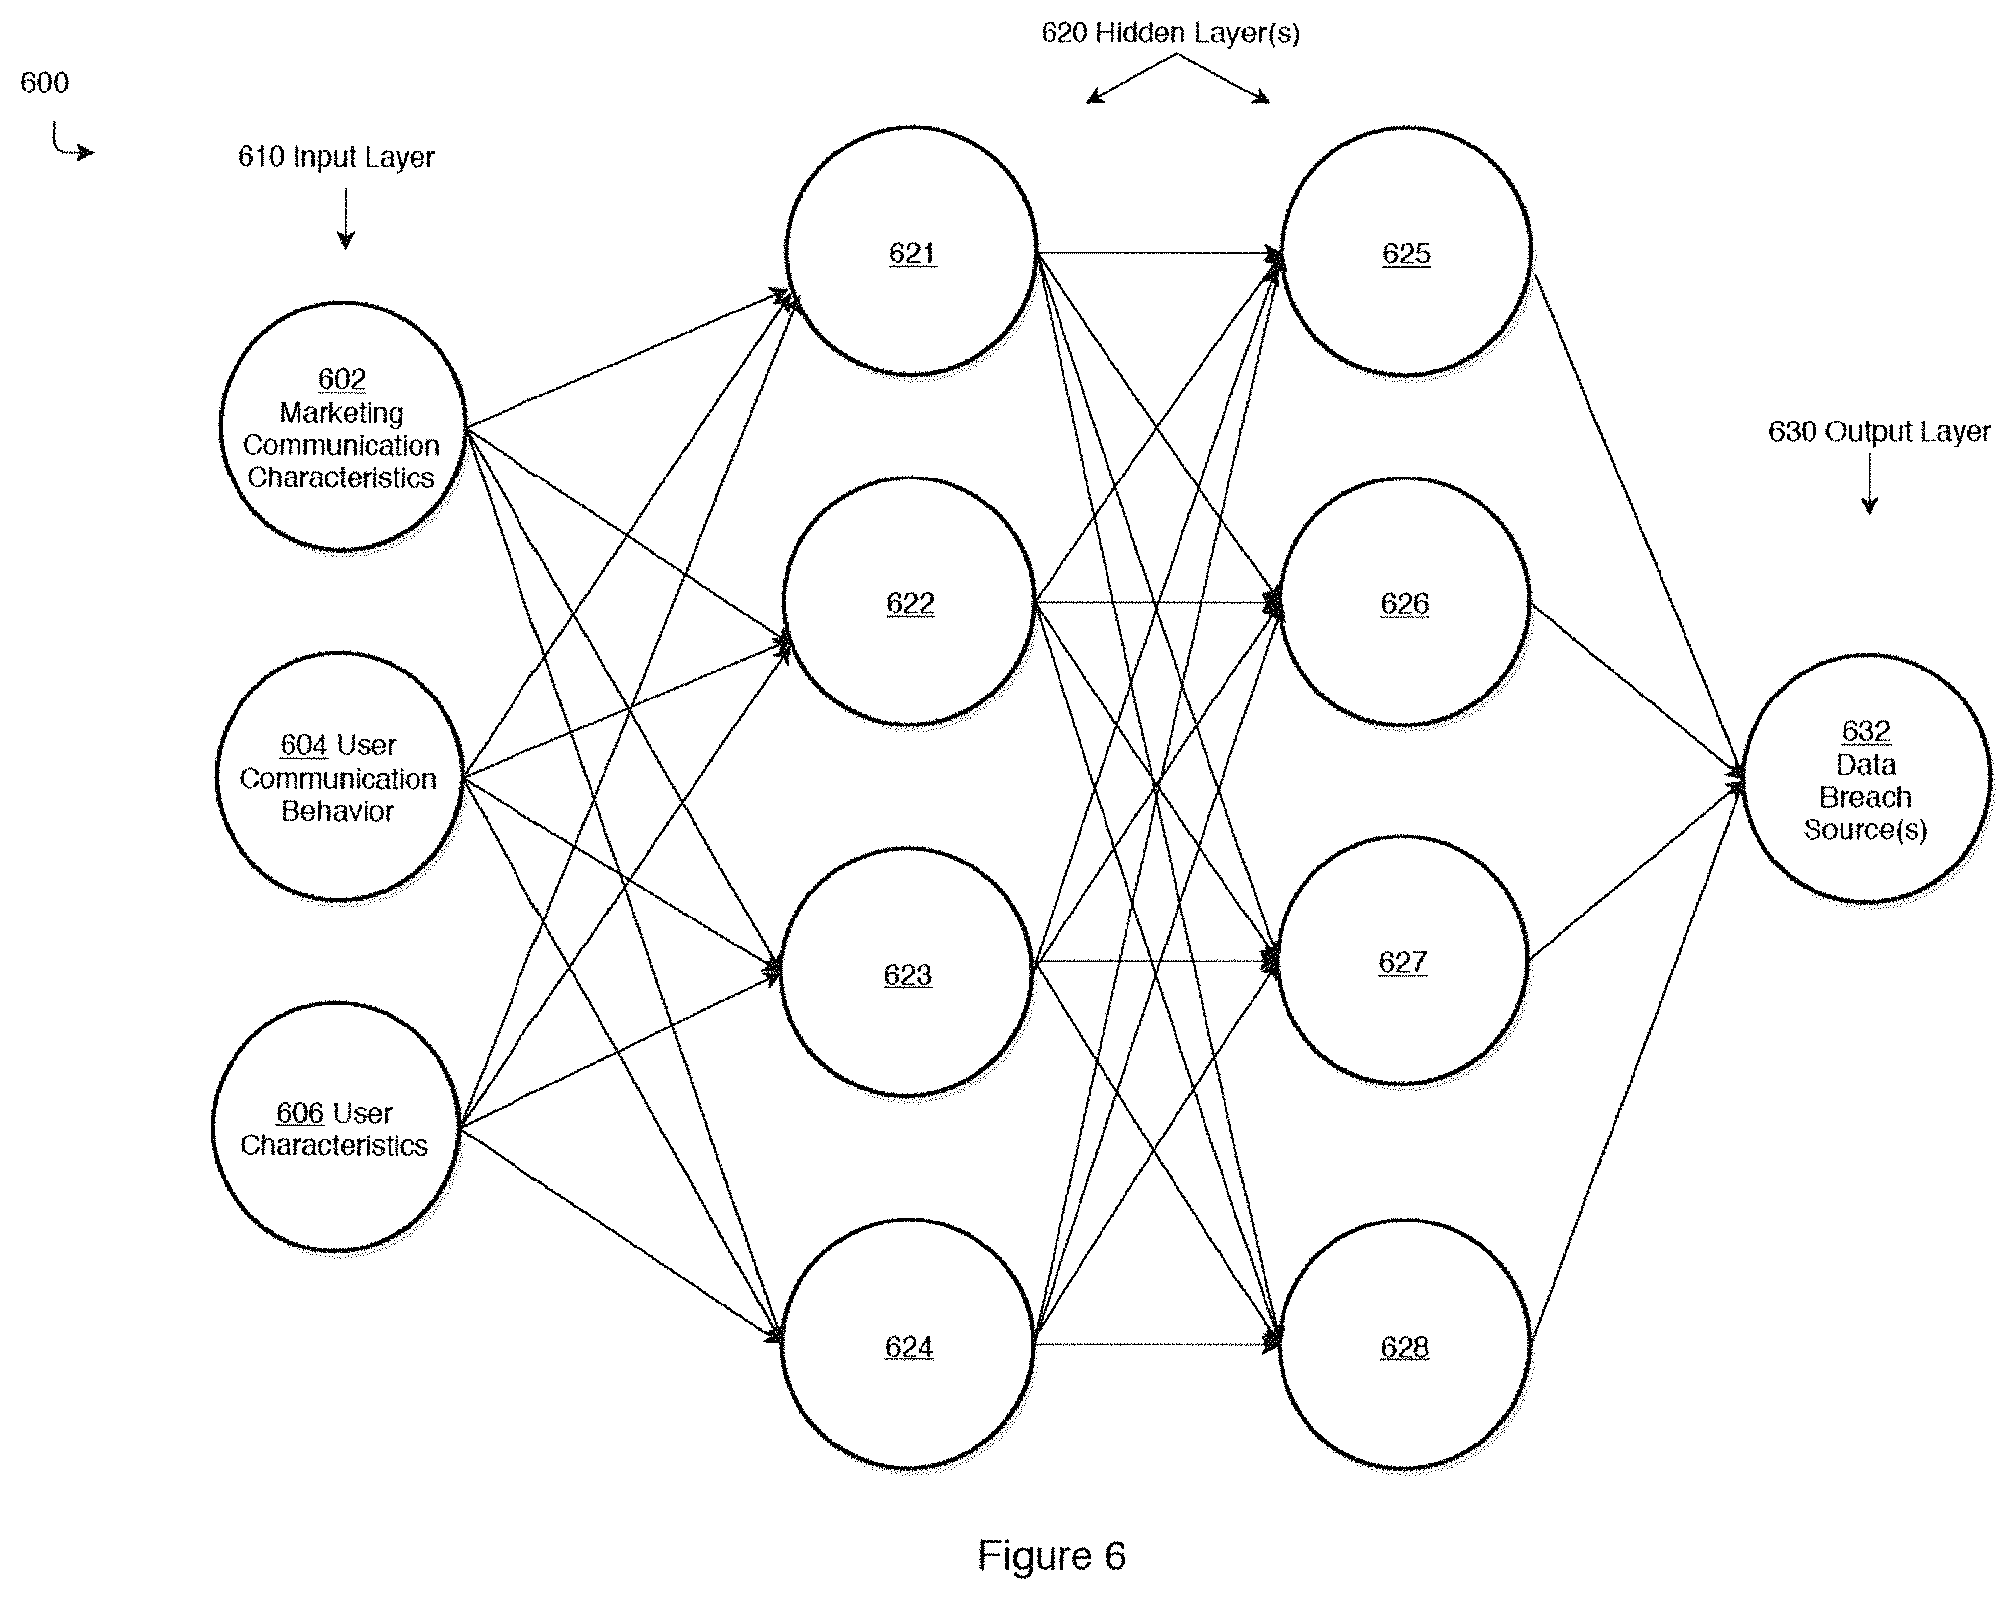 620 Hidden Layer(s)
600
610 Input Layer
621
625
602
Marketing
Communication
Characteristics
630 Output Layer
622
626
604 User
Communication
Behavior
632
Data
Breach
Source(s)
623
627
606 User
Characteristics
624
628
Figure 6